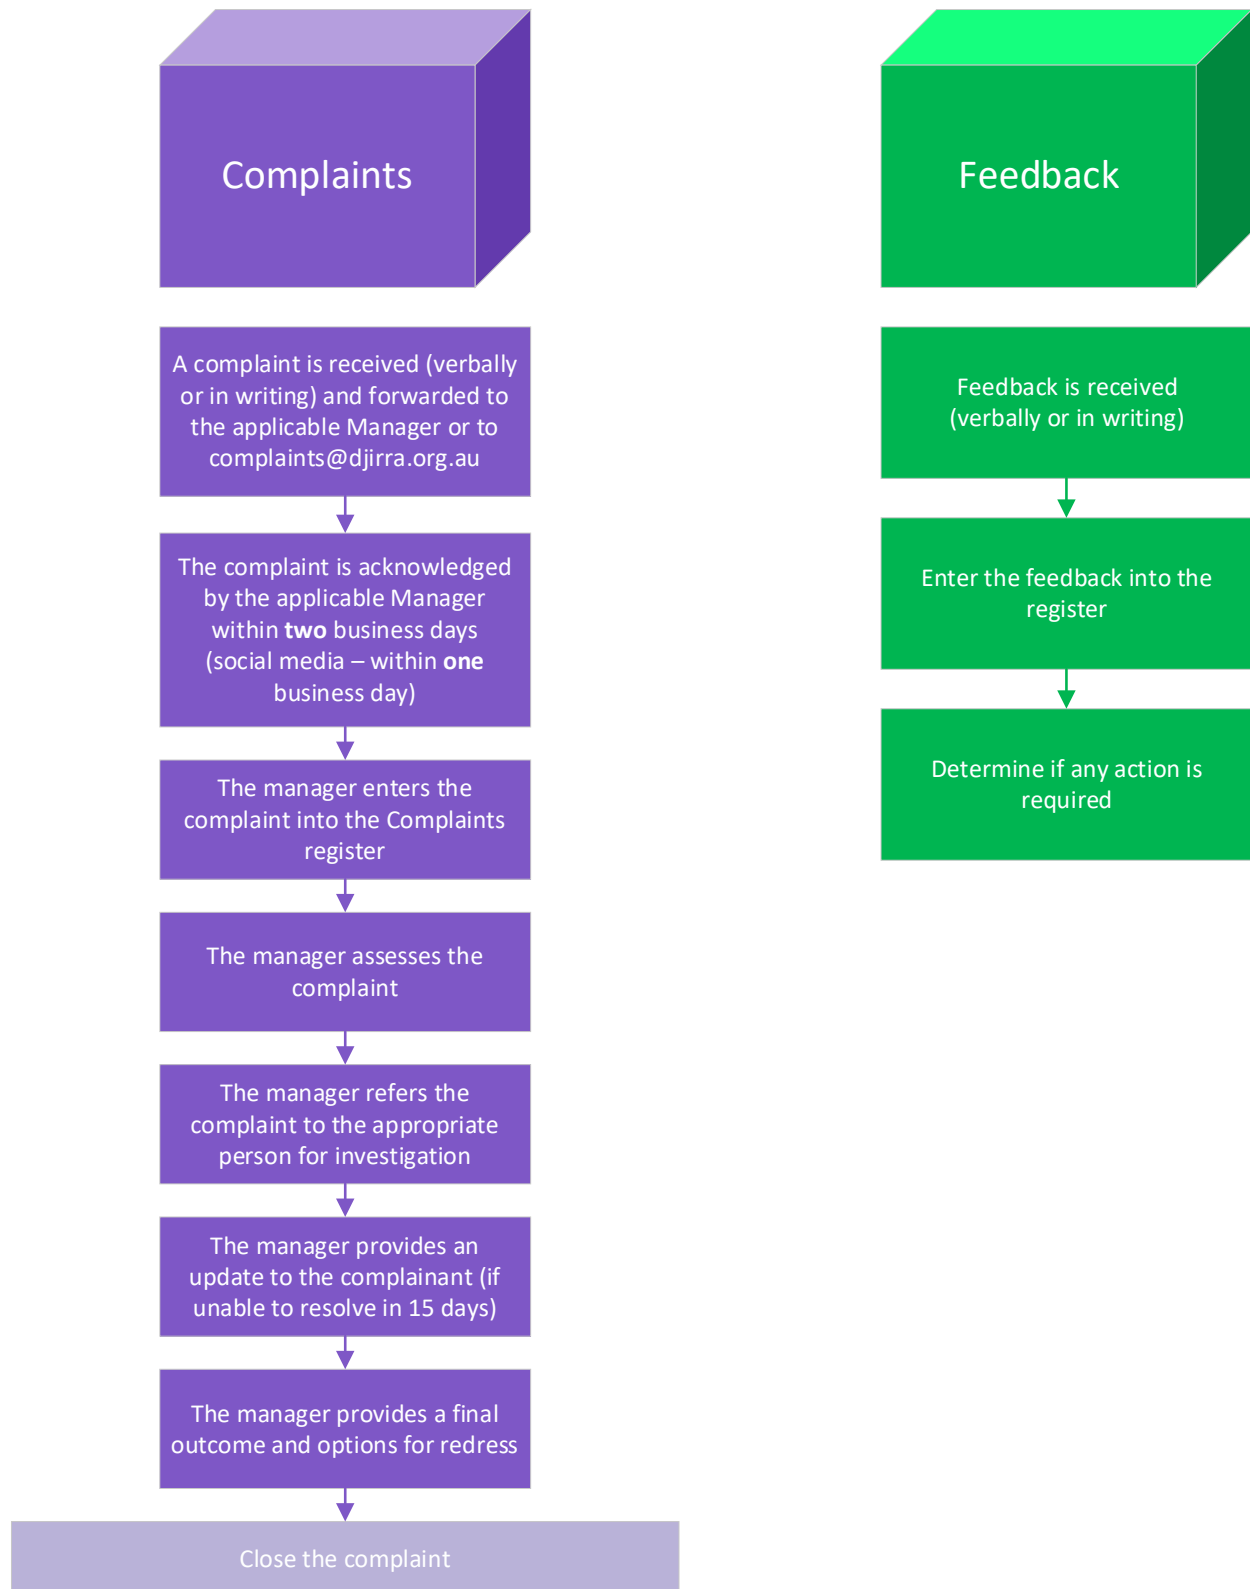 Complaints
A complaint is received (verbally
or in writing) and forwarded to
the applicable Manager or to
complaints@djirra.org.au
The complaint is acknowledged
by the applicable Manager
within two business days
(social media – within one
business day)
The manager enters the
complaint into the Complaints
register
The manager assesses the
complaint
The manager refers the
complaint to the appropriate
person for investigation
The manager provides an
update to the complainant (if
unable to resolve in 15 days)
The manager provides a final
outcome and options for redress
Close the complaint
Feedback
Feedback is received
(verbally or in writing)
Enter the feedback into the
register
Determine if any action is
required